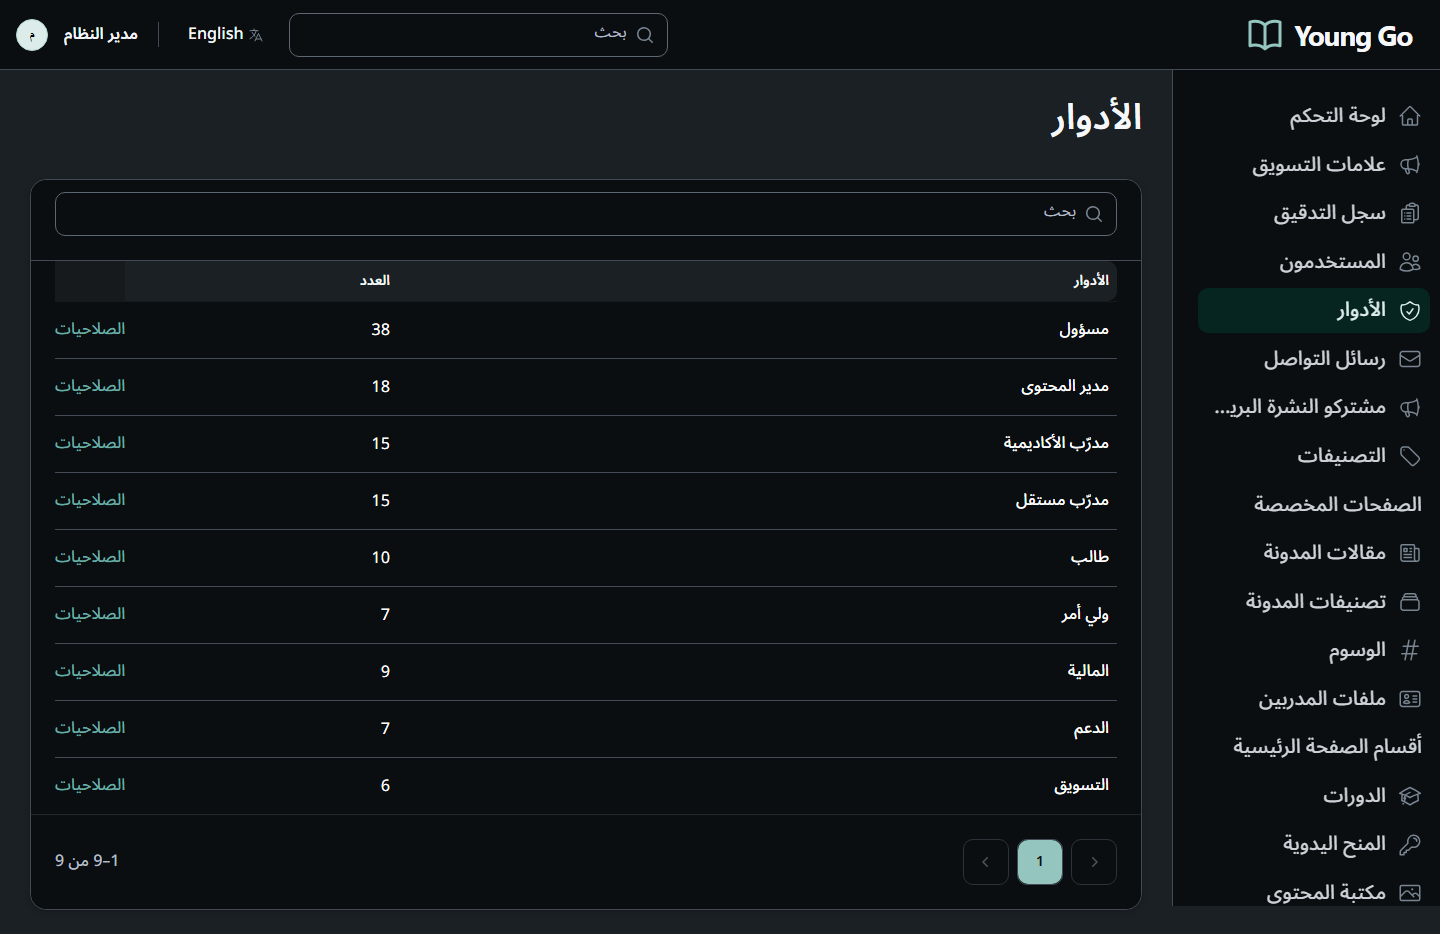 Young Go
بحث
English
مدير النظام
م
لوحة التحكم
علامات التسويق
سجل التدقيق
المستخدمون
الأدوار
رسائل التواصل
مشتركو النشرة البريـ...
التصنيفات
الصفحات المخصصة
مقالات المدونة
تصنيفات المدونة
الوسوم
ملفات المدربين
أقسام الصفحة الرئيسية
الدورات
المنح اليدوية
مكتبة المحتوى
الأدوار
بحث
الأدوار العدد
مسؤول 38 الصلاحيات
مدير المحتوى 18 الصلاحيات
مدرّب الأكاديمية 15 الصلاحيات
مدرّب مستقل 15 الصلاحيات
طالب 10 الصلاحيات
ولي أمر 7 الصلاحيات
المالية 9 الصلاحيات
الدعم 7 الصلاحيات
التسويق 6 الصلاحيات
1
1–9 من 9